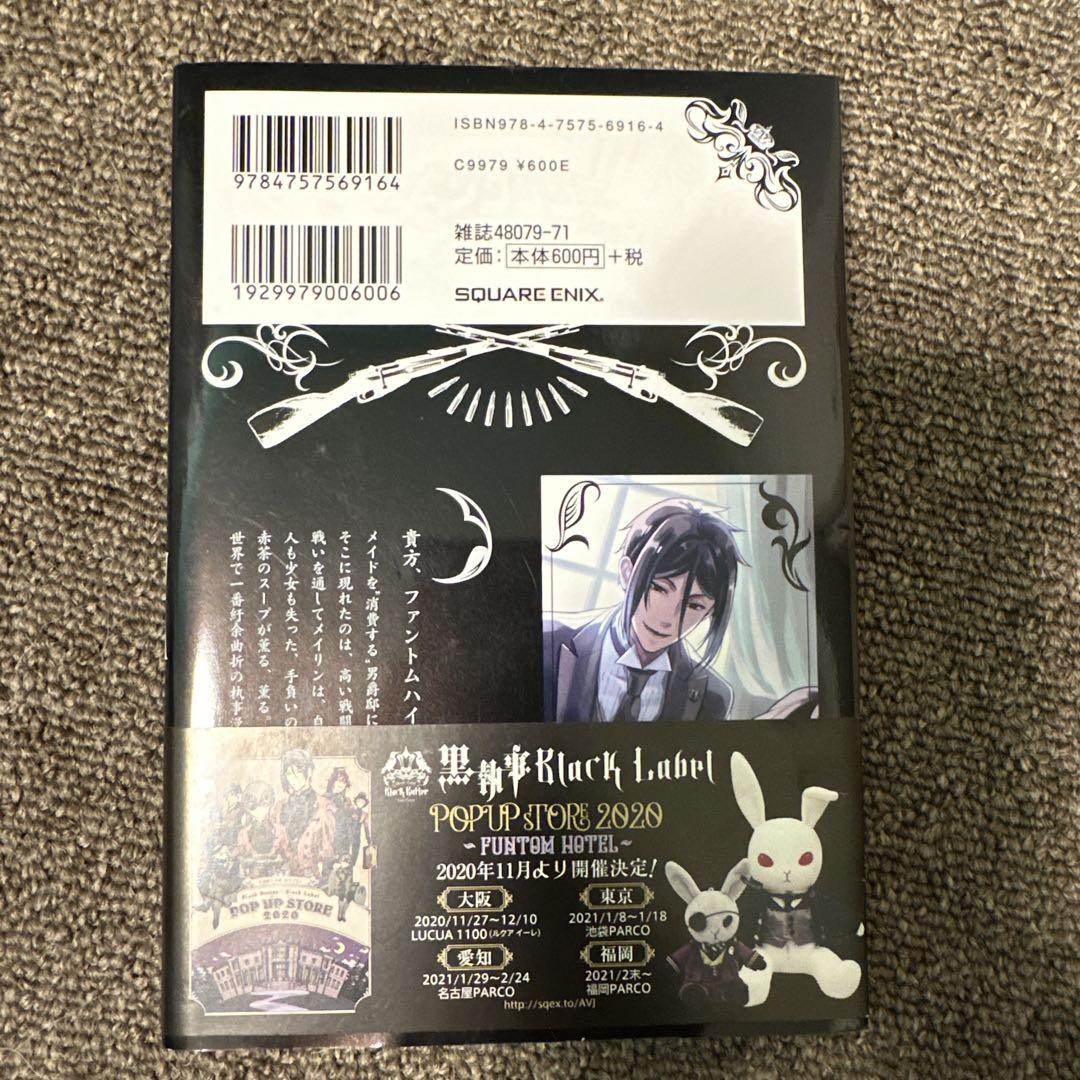 ISBN978-4-7575-6916-4
C9979 ¥600E
9784757569164
雑誌48079-71
定価：本体600円+税
1929979006006
SQUARE ENIX®
貴方、ファントムハイ
メイドを"消費する"男爵邸に
そこに現れたのは、高い戦闘
戦いを通してメイリンは、自
人も少女も失った、手負いの
赤茶のスープが薫る、薫る
世界で一番紆余曲折の執事漫
Black Butler
黒執事Black Label
POP UP STORE 2020
~FUNTOM HOTEL~
2020年11月より開催決定!
大阪
2020/11/27~12/10
LUCUA 1100(ルクア イーレ)
東京
2021/1/8~1/18
池袋PARCO
愛知
2021/1/29~2/24
名古屋PARCO
福岡
2021/2末~
福岡PARCO
http://sqex.to/AVJ
POP UP STORE
2020